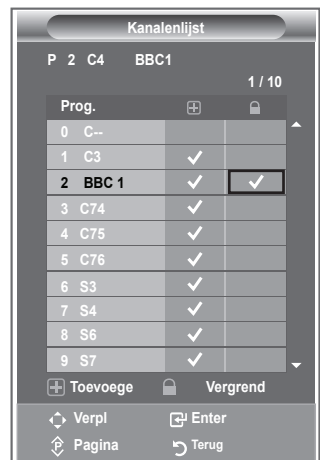 Kanalenlijst
P 2 C4 BBC1
1 / 10
Prog.
0 C--
1 C3
2 BBC 1
3 C74
4 C75
5 C76
6 S3
7 S4
8 S6
9 S7
Toevoege Vergrend
Verpl Enter
Pagina Terug